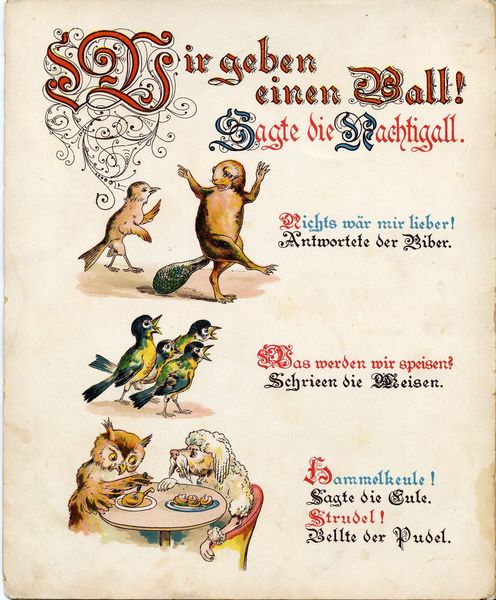 Wir geben
einen Ball!
Sagte die Nachtigall.
Nichts wär mir lieber!
Antwortete der Biber.
Was werden wir speisen?
Schrieen die Meisen.
Hammelkeule!
Sagte die Eule.
Strudel!
Bellte der Pudel.